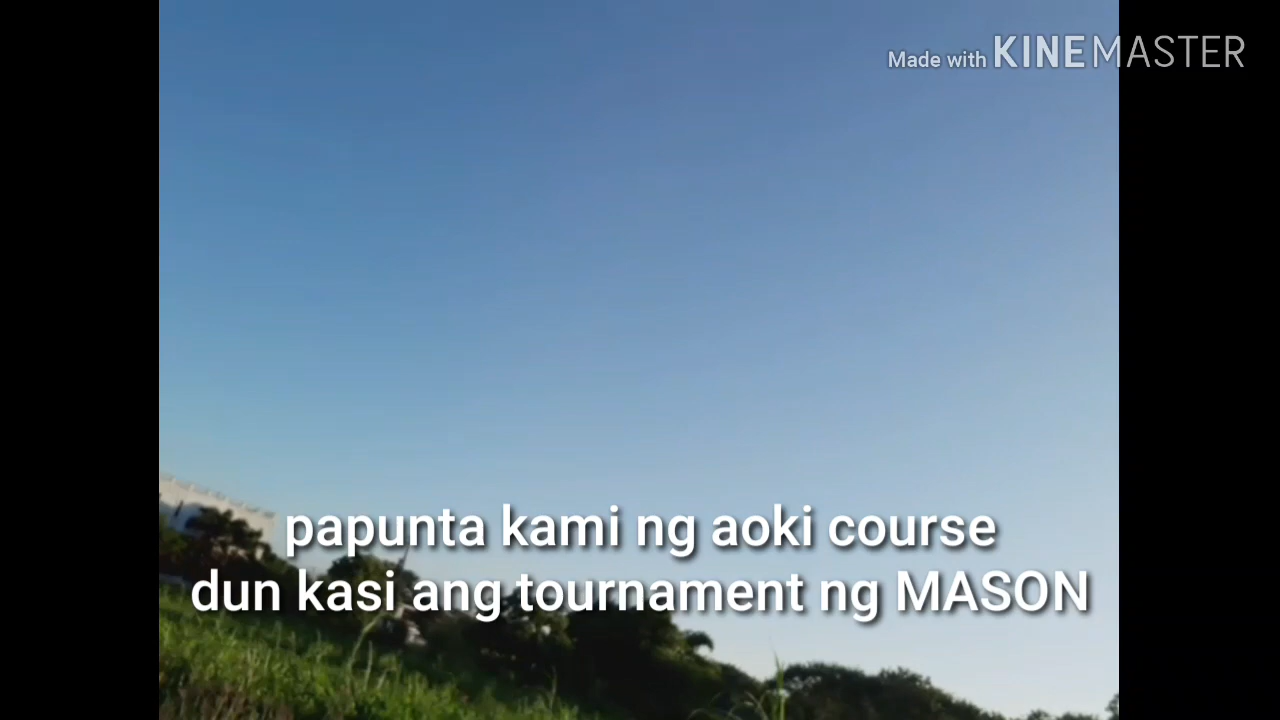 Made with KINEMASTER
papunta kami ng aoki course
dun kasi ang tournament ng MASON